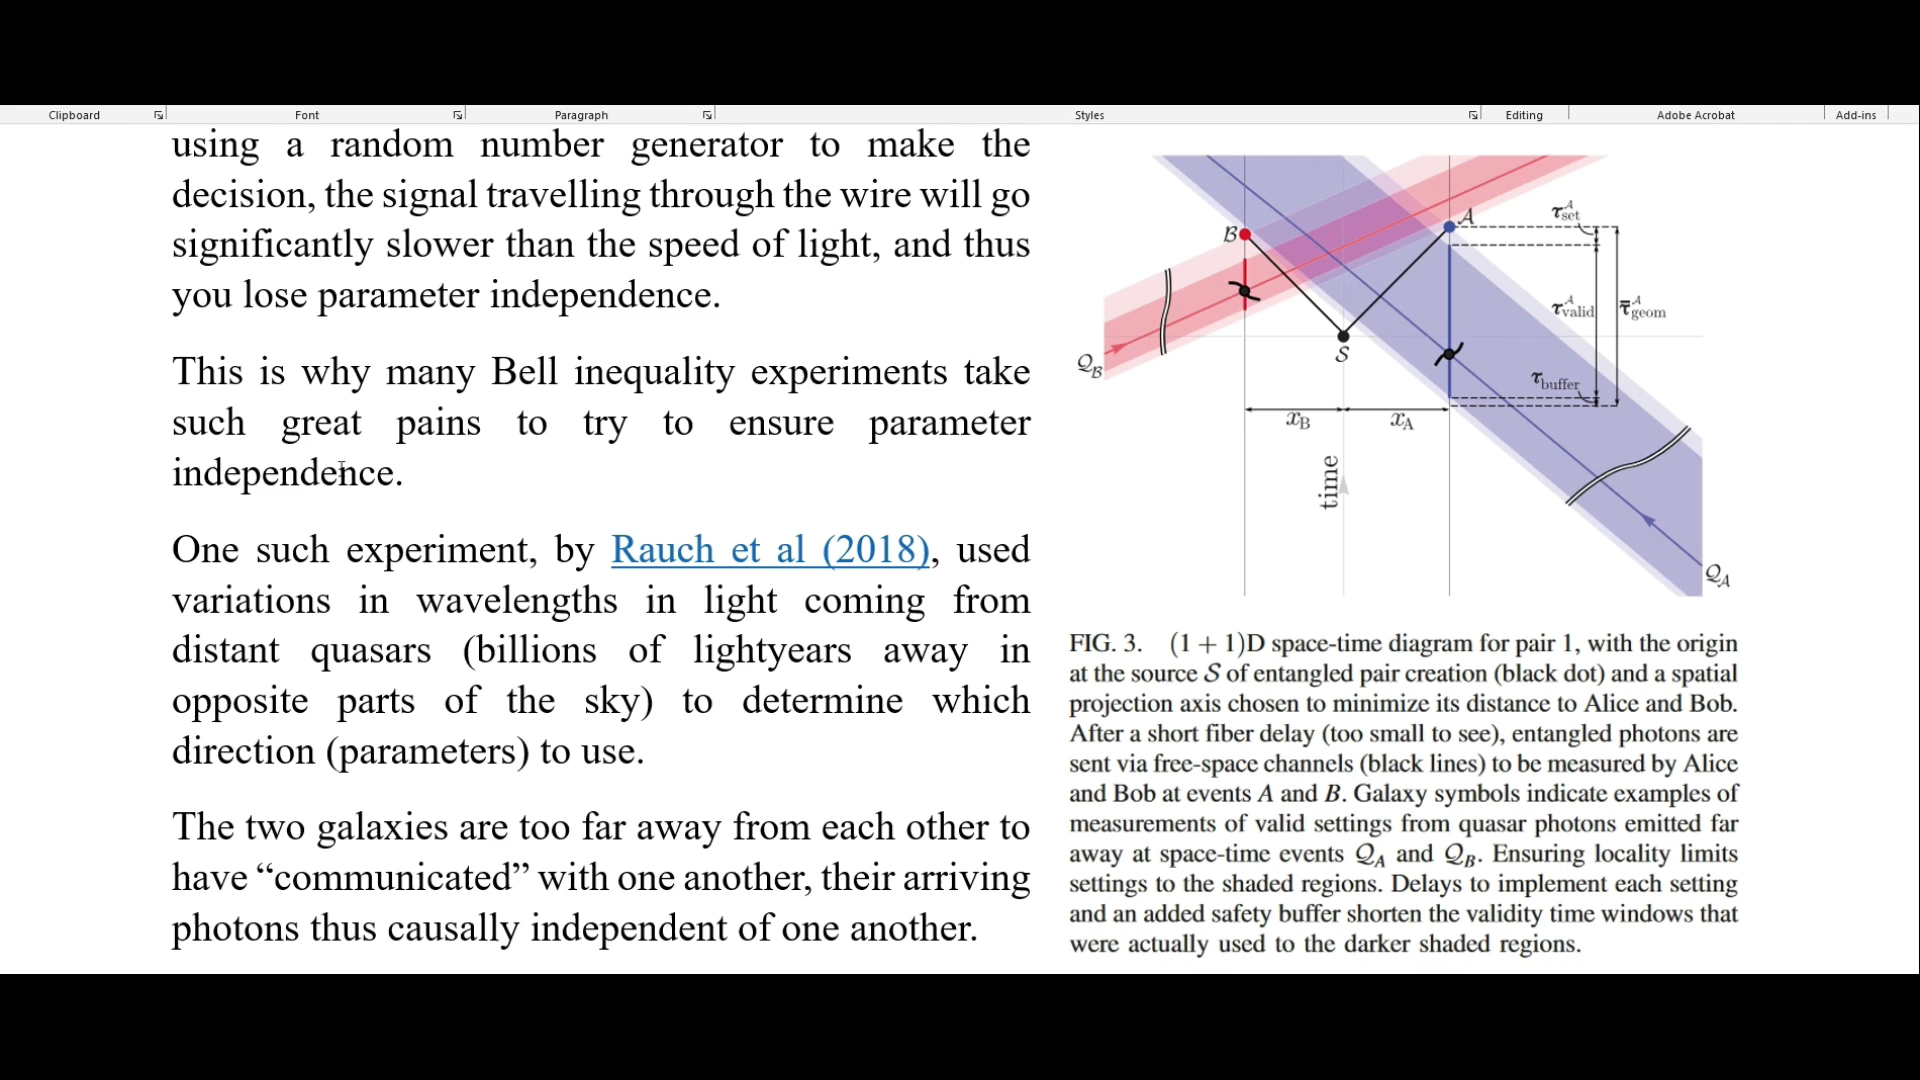 Clipboard
Font
Paragraph
Styles
Editing
Adobe Acrobat
Add-ins
using a random number generator to make the
decision, the signal travelling through the wire will go
significantly slower than the speed of light, and thus
you lose parameter independence.
This is why many Bell inequality experiments take
such great pains to try to ensure parameter
independence.
One such experiment, by Rauch et al (2018), used
variations in wavelengths in light coming from
distant quasars (billions of lightyears away in
opposite parts of the sky) to determine which
direction (parameters) to use.
The two galaxies are too far away from each other to
have “communicated” with one another, their arriving
photons thus causally independent of one another.
𝓑
𝓐
τ^𝓐_set
τ^𝓐_valid
τ̄^𝓐_geom
τ_buffer
𝒮
𝒬_𝓑
x_B
x_A
time
𝒬_𝓐
FIG. 3. (1 + 1)D space-time diagram for pair 1, with the origin
at the source 𝒮 of entangled pair creation (black dot) and a spatial
projection axis chosen to minimize its distance to Alice and Bob.
After a short fiber delay (too small to see), entangled photons are
sent via free-space channels (black lines) to be measured by Alice
and Bob at events A and B. Galaxy symbols indicate examples of
measurements of valid settings from quasar photons emitted far
away at space-time events 𝒬_A and 𝒬_B. Ensuring locality limits
settings to the shaded regions. Delays to implement each setting
and an added safety buffer shorten the validity time windows that
were actually used to the darker shaded regions.